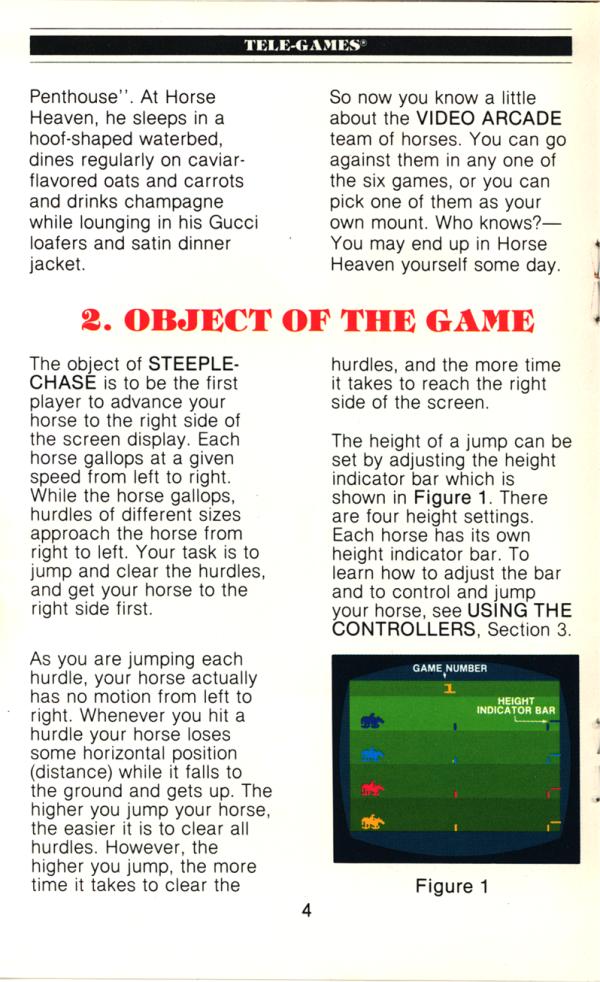 TELE-GAMES®
Penthouse''. At Horse
Heaven, he sleeps in a
hoof-shaped waterbed,
dines regularly on caviar-
flavored oats and carrots
and drinks champagne
while lounging in his Gucci
loafers and satin dinner
jacket.
So now you know a little
about the VIDEO ARCADE
team of horses. You can go
against them in any one of
the six games, or you can
pick one of them as your
own mount. Who knows?—
You may end up in Horse
Heaven yourself some day.
2. OBJECT OF THE GAME
The object of STEEPLE-
CHASE is to be the first
player to advance your
horse to the right side of
the screen display. Each
horse gallops at a given
speed from left to right.
While the horse gallops,
hurdles of different sizes
approach the horse from
right to left. Your task is to
jump and clear the hurdles,
and get your horse to the
right side first.
As you are jumping each
hurdle, your horse actually
has no motion from left to
right. Whenever you hit a
hurdle your horse loses
some horizontal position
(distance) while it falls to
the ground and gets up. The
higher you jump your horse,
the easier it is to clear all
hurdles. However, the
higher you jump, the more
time it takes to clear the
hurdles, and the more time
it takes to reach the right
side of the screen.
The height of a jump can be
set by adjusting the height
indicator bar which is
shown in Figure 1. There
are four height settings.
Each horse has its own
height indicator bar. To
learn how to adjust the bar
and to control and jump
your horse, see USING THE
CONTROLLERS, Section 3.
GAME NUMBER
1
HEIGHT
INDICATOR BAR
Figure 1
4